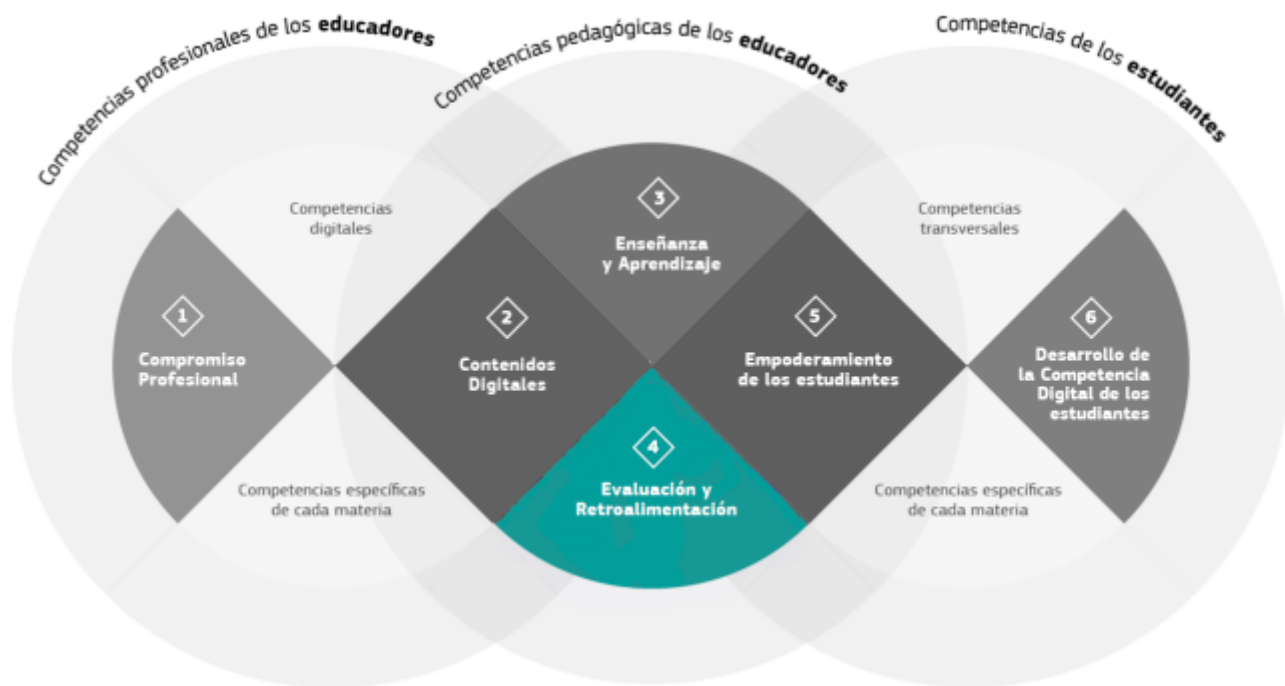 Competencias profesionales de los educadores
Competencias pedagógicas de los educadores
Competencias de los estudiantes
Competencias
digitales
Competencias
transversales
3
Enseñanza
y Aprendizaje
1
Compromiso
Profesional
2
Contenidos
Digitales
5
Empoderamiento
de los estudiantes
6
Desarrollo de
la Competencia
Digital de los
estudiantes
4
Evaluación y
Retroalimentación
Competencias específicas
de cada materia
Competencias específicas
de cada materia